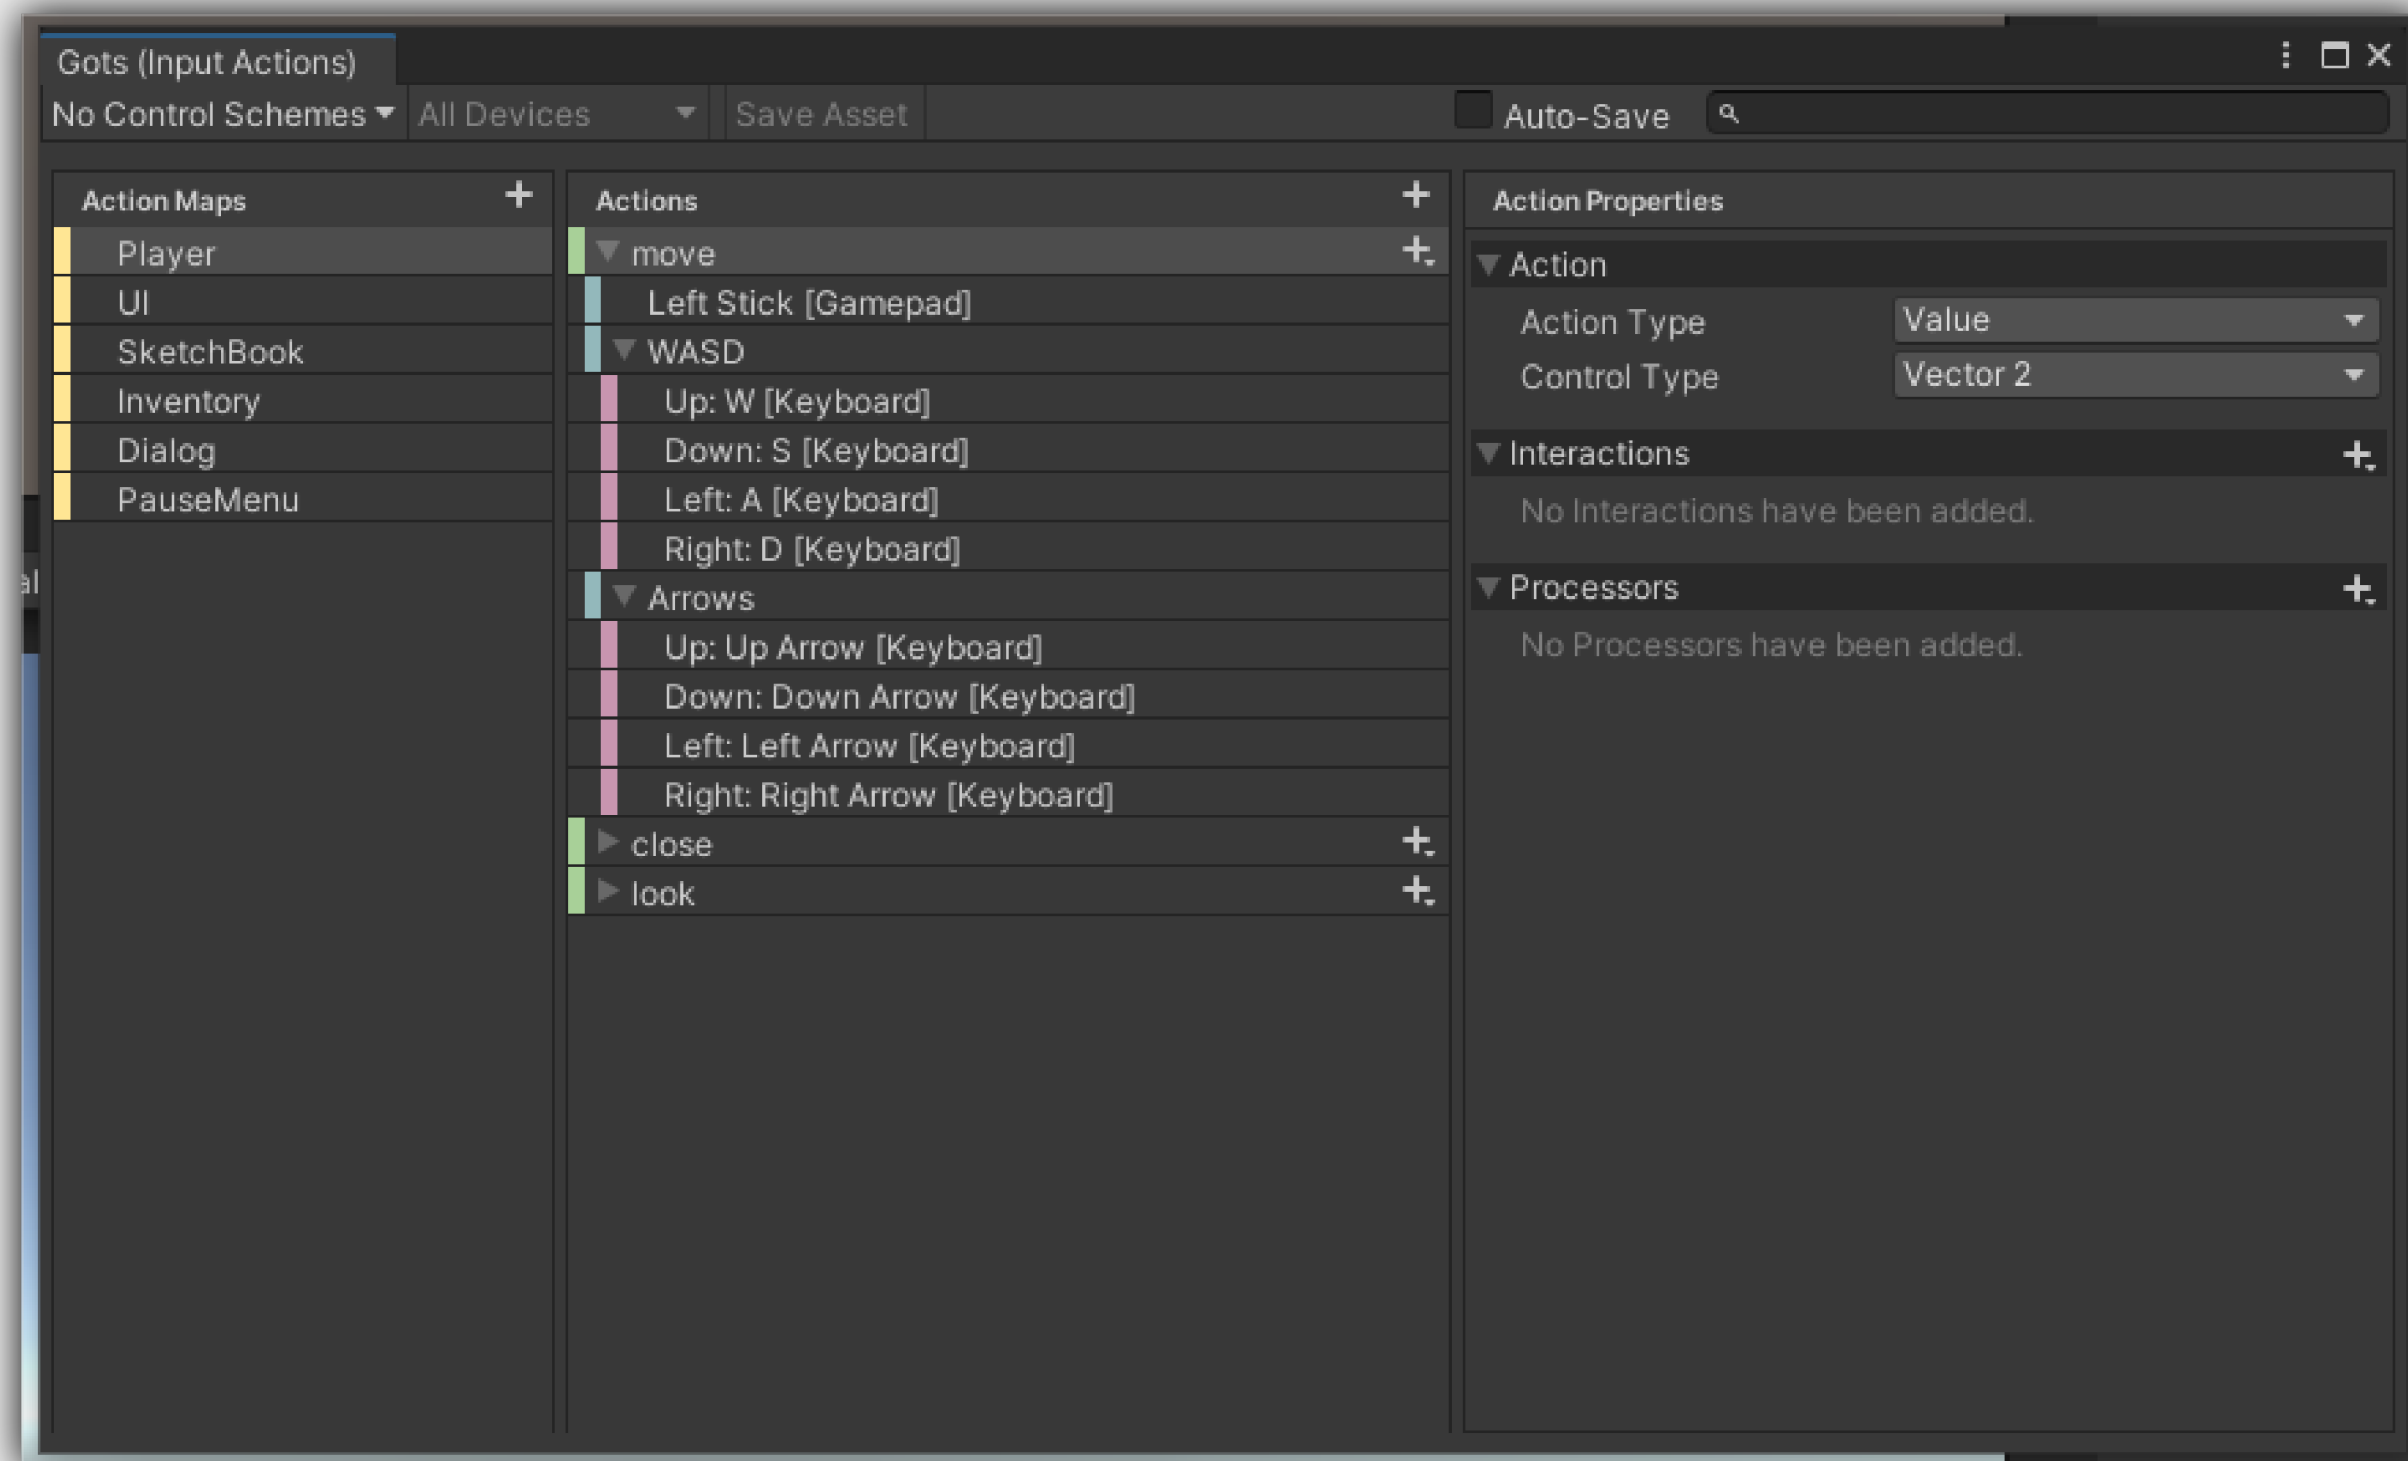 Gots (Input Actions)
No Control Schemes All Devices Save Asset Auto-Save
Action Maps
Player
UI
SketchBook
Inventory
Dialog
PauseMenu
Actions
move
Left Stick [Gamepad]
WASD
Up: W [Keyboard]
Down: S [Keyboard]
Left: A [Keyboard]
Right: D [Keyboard]
Arrows
Up: Up Arrow [Keyboard]
Down: Down Arrow [Keyboard]
Left: Left Arrow [Keyboard]
Right: Right Arrow [Keyboard]
close
look
Action Properties
Action
Action Type Value
Control Type Vector 2
Interactions
No Interactions have been added.
Processors
No Processors have been added.